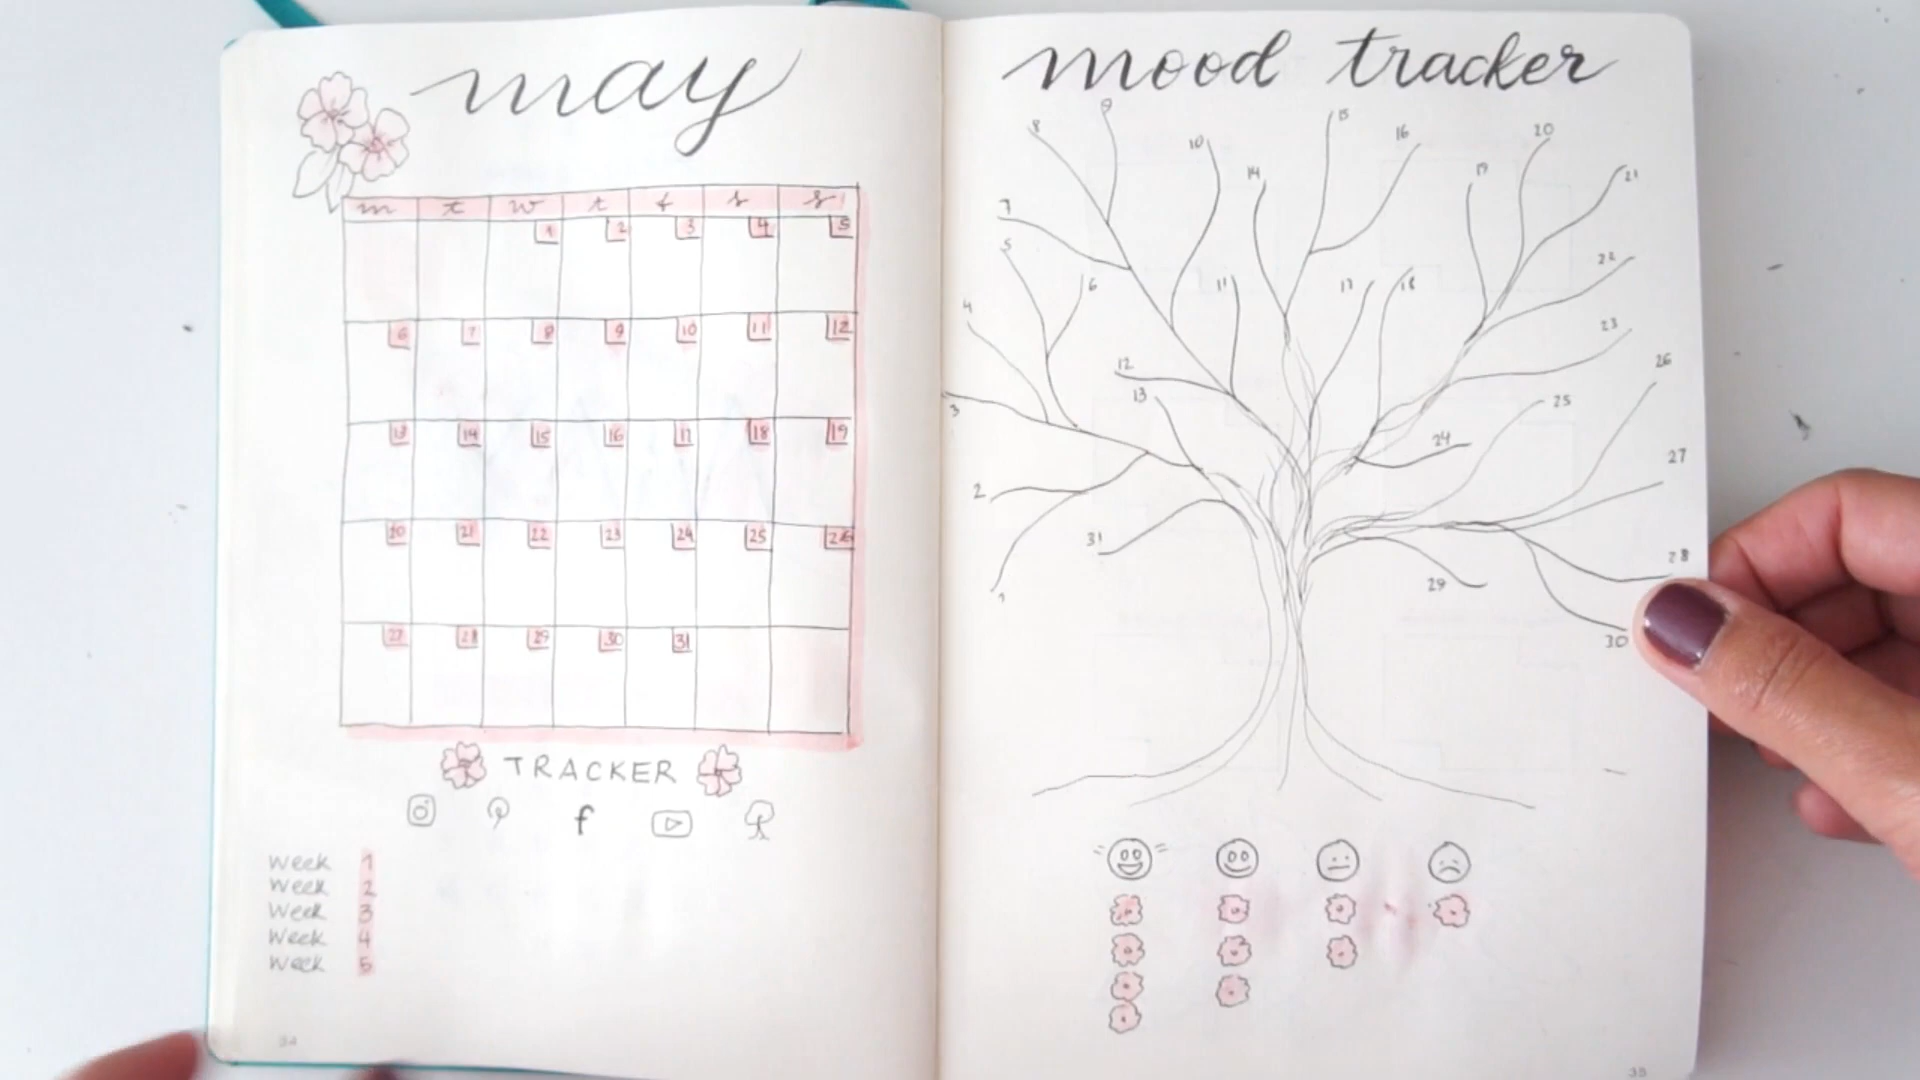 may
m t w t f s s
1 2 3 4 5
6 7 8 9 10 11 12
13 14 15 16 17 18 19
20 21 22 23 24 25 26
27 28 29 30 31
TRACKER
f
Week 1
Week 2
Week 3
Week 4
Week 5
mood tracker
9
8
15
16
20
10
14
19
21
7
5
22
6
11
17
18
4
23
12
26
13
3
25
24
27
2
31
28
29
1
30
33